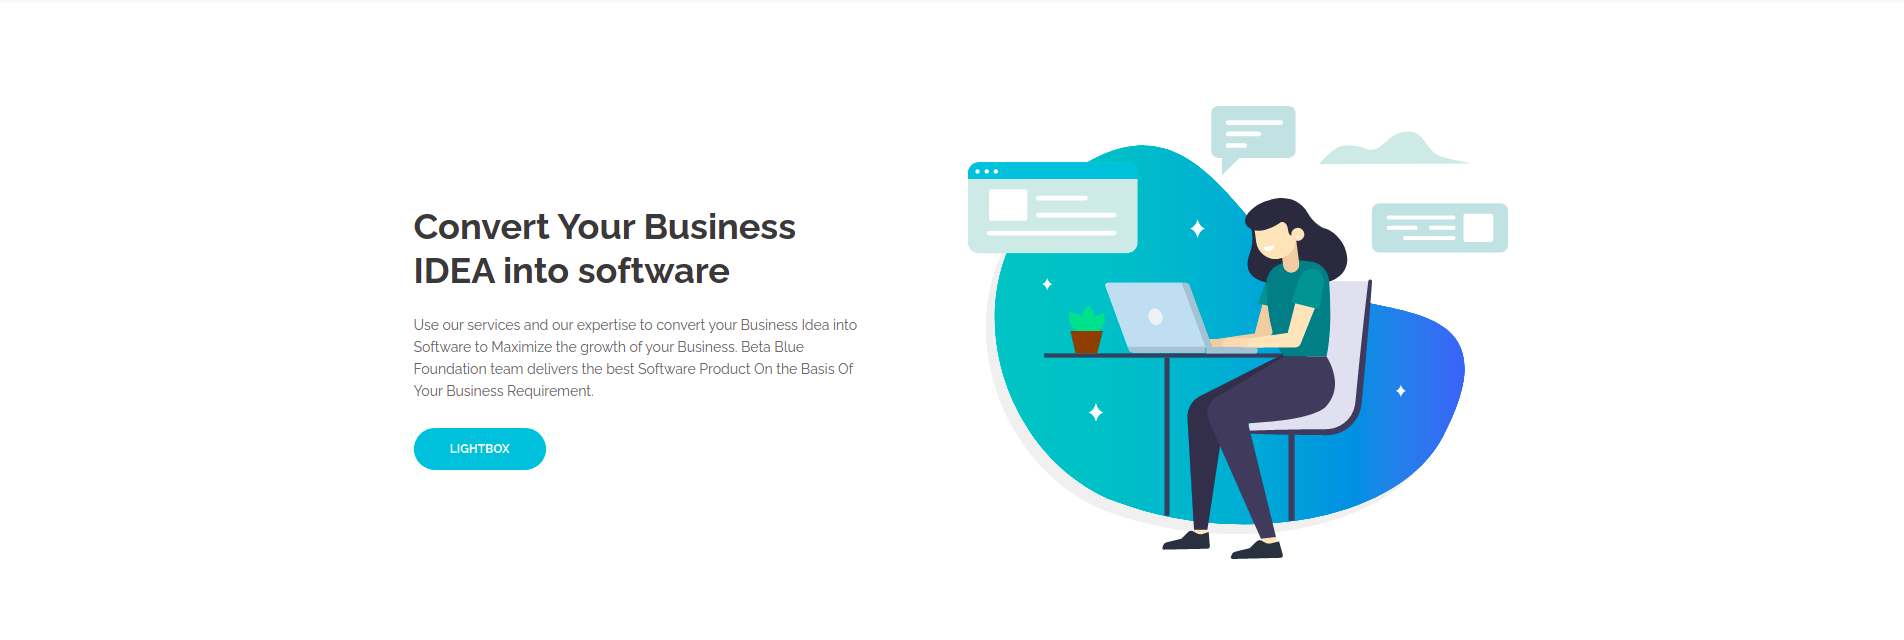 Convert Your Business
IDEA into software
Use our services and our expertise to convert your Business Idea into
Software to Maximize the growth of your Business. Beta Blue
Foundation team delivers the best Software Product On the Basis Of
Your Business Requirement.
LIGHTBOX